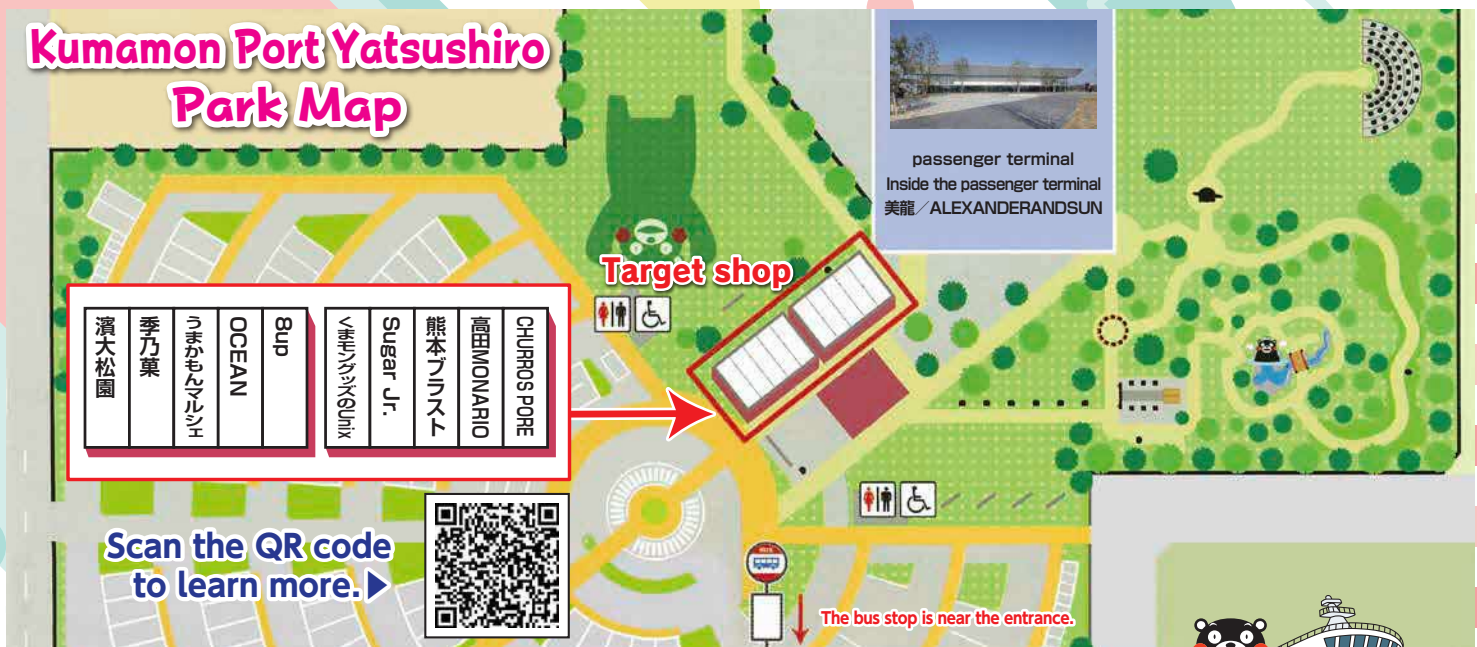 Kumamon Port Yatsushiro
Park Map
passenger terminal
Inside the passenger terminal
美龍／ALEXANDERANDSUN
Target shop
濱大松園
季乃菓
うまかもんマルシェ
OCEAN
8up
くまモングッズのUnix
Sugar Jr.
熊本ブラスト
高田MONARIO
CHURROS PORE
Scan the QR code
to learn more.▶
BUS
The bus stop is near the entrance.